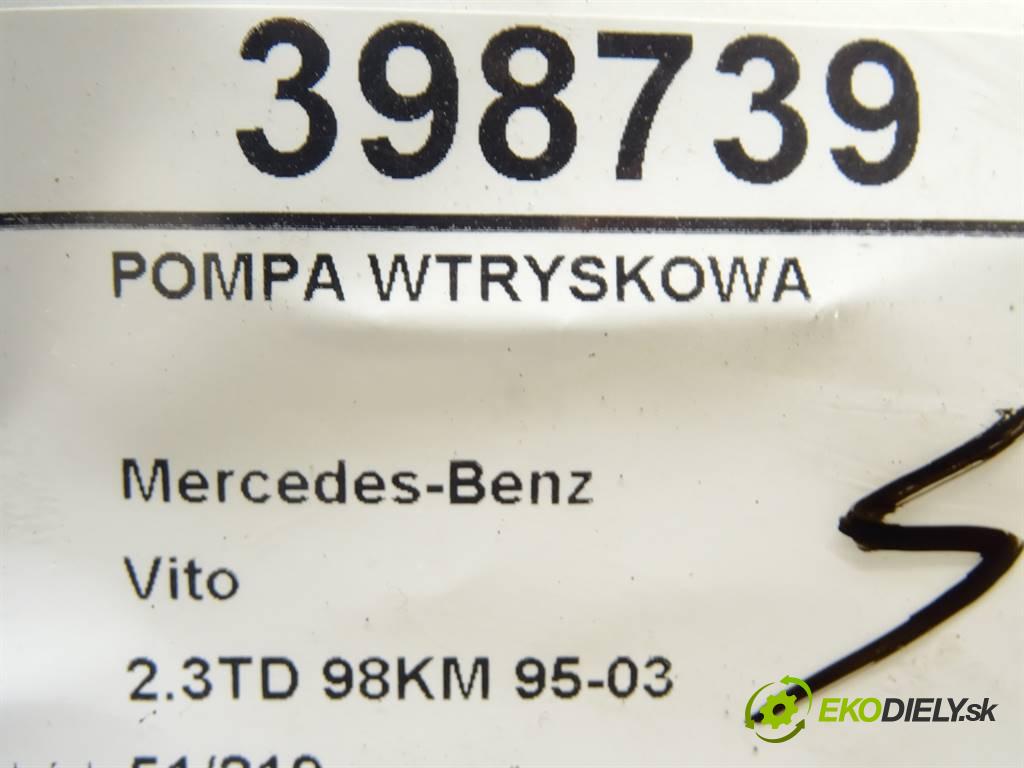 398739
POMPA WTRYSKOWA
Mercedes-Benz
Vito
2.3TD 98KM 95-03
EKODIELY.sk